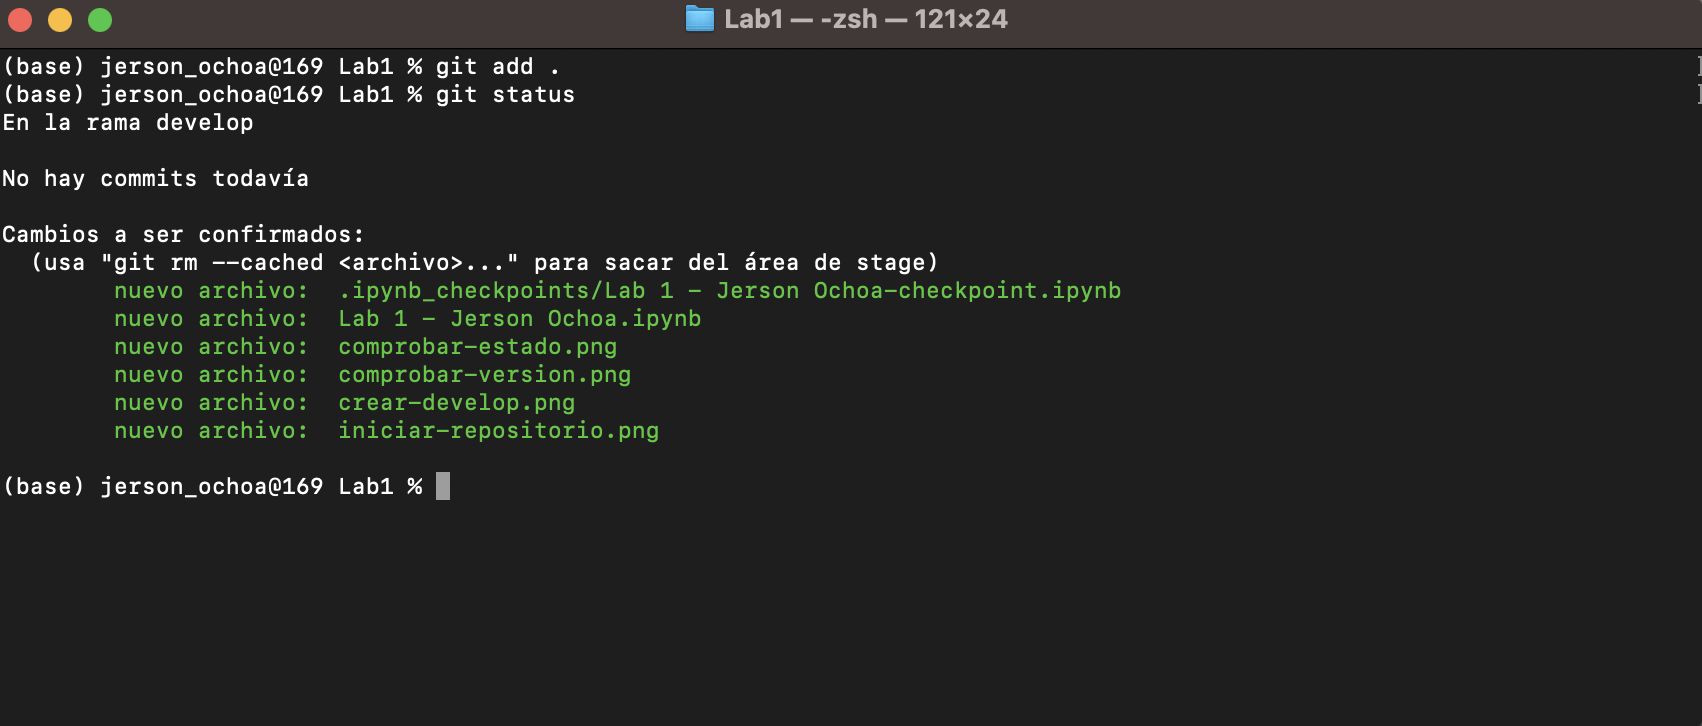 Lab1 — -zsh — 121×24
(base) jerson_ochoa@169 Lab1 % git add .
(base) jerson_ochoa@169 Lab1 % git status
En la rama develop
No hay commits todavía
Cambios a ser confirmados:
  (usa "git rm --cached <archivo>..." para sacar del área de stage)
        nuevo archivo:  .ipynb_checkpoints/Lab 1 - Jerson Ochoa-checkpoint.ipynb
        nuevo archivo:  Lab 1 - Jerson Ochoa.ipynb
        nuevo archivo:  comprobar-estado.png
        nuevo archivo:  comprobar-version.png
        nuevo archivo:  crear-develop.png
        nuevo archivo:  iniciar-repositorio.png
(base) jerson_ochoa@169 Lab1 %